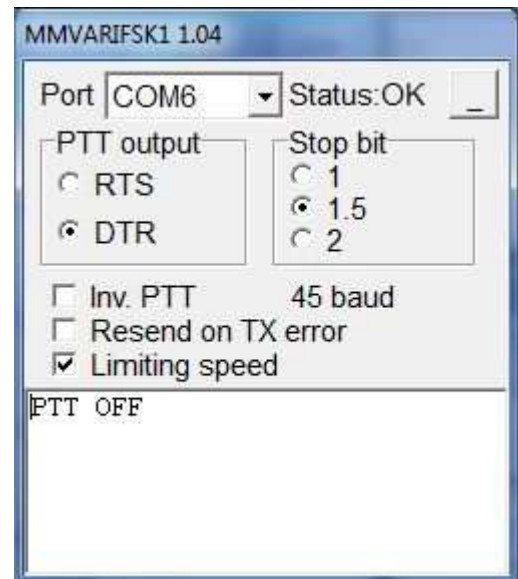 MMVARIFSK1 1.04
Port COM6 Status:OK _
PTT output
RTS
DTR
Stop bit
1
1.5
2
Inv. PTT 45 baud
Resend on TX error
Limiting speed
PTT OFF